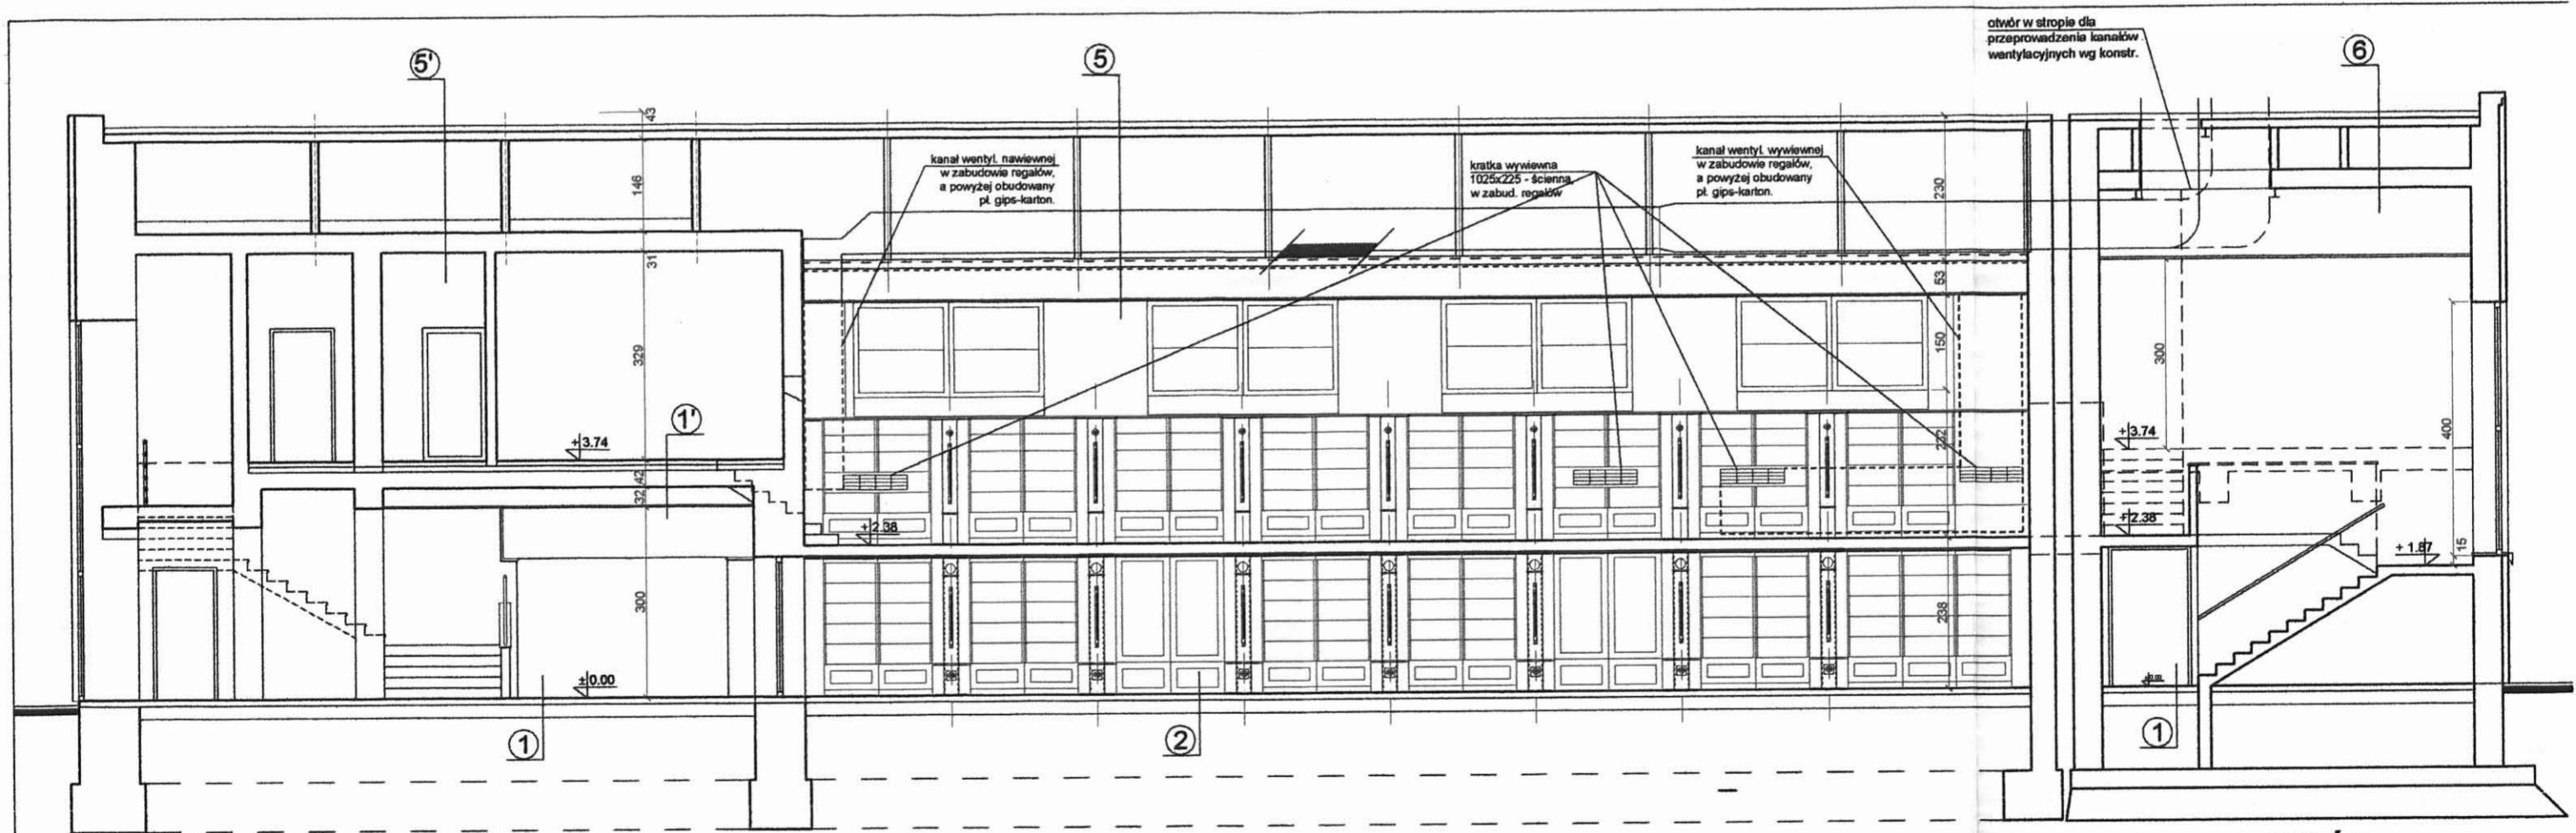 otwór w stropie dla
przeprowadzenia kanałów
wentylacyjnych wg konstr.
5'
5
6
43
kanał wentyl. nawiewnej
w zabudowie regałów,
a powyżej obudowany
pł. gips-karton.
kratka wywiewna
1025x225 - ścienna,
w zabud. regałów
kanał wentyl. wywiewnej
w zabudowie regałów,
a powyżej obudowany
pł. gips-karton.
146
230
31
53
329
150
300
1'
+ 3.74
232
+ 3.74
400
42
32
+ 2.38
+ 2.38
+ 1.87
15
300
238
± 0.00
±0.00
1
2
1